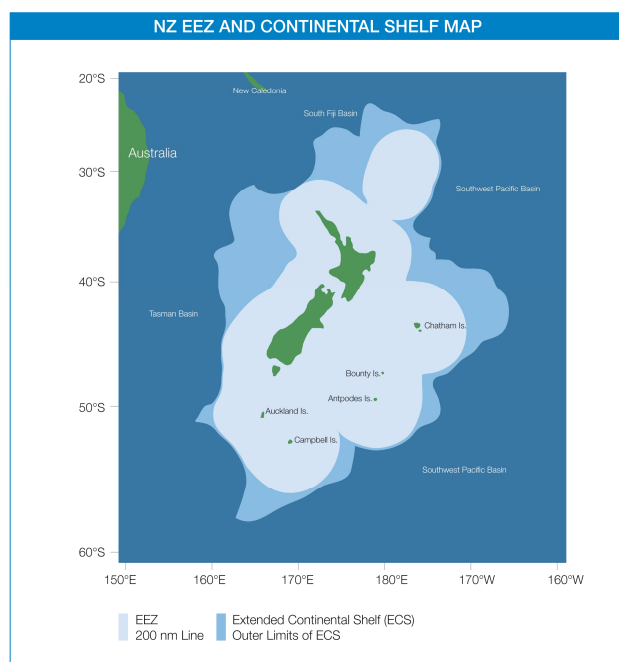 NZ EEZ AND CONTINENTAL SHELF MAP
20°S
New Caledonia
South Fiji Basin
Australia
30°S
Southwest Pacific Basin
40°S
Tasman Basin
Chatham Is.
Bounty Is.
Antpodes Is.
50°S
Auckland Is.
Campbell Is.
Southwest Pacific Basin
60°S
150°E
160°E
170°E
180°E
170°W
160°W
EEZ
200 nm Line
Extended Continental Shelf (ECS)
Outer Limits of ECS